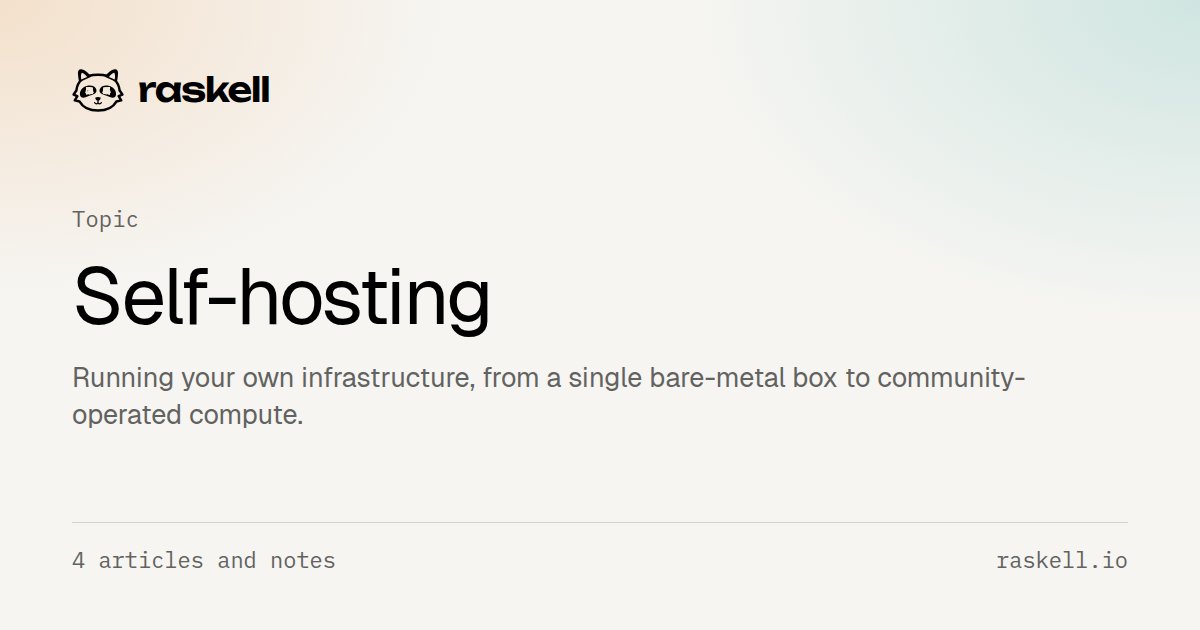 raskell
Topic
Self-hosting
Running your own infrastructure, from a single bare-metal box to community-
operated compute.
4 articles and notes
raskell.io